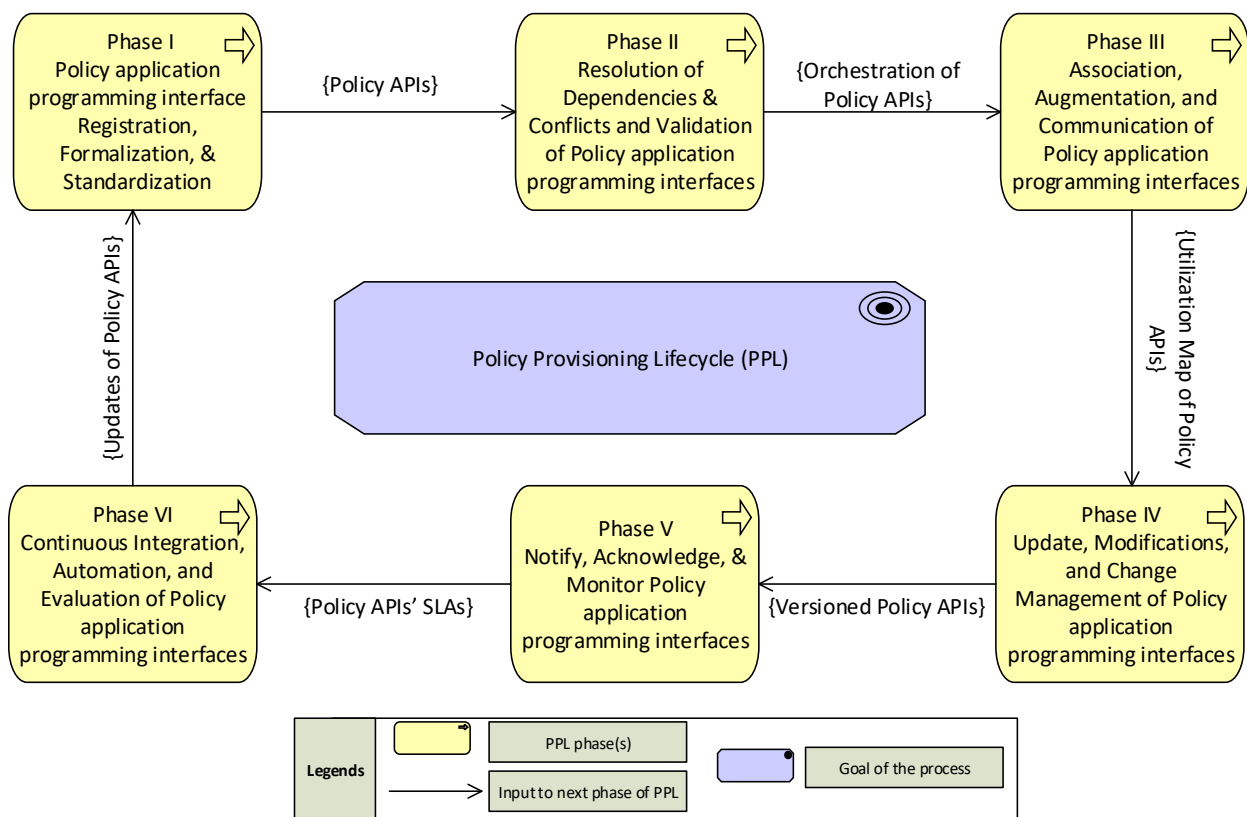 Phase I
Policy application
programming interface
Registration,
Formalization, &
Standardization
{Policy APIs}
Phase II
Resolution of
Dependencies &
Conflicts and Validation
of Policy application
programming interfaces
{Orchestration of
Policy APIs}
Phase III
Association,
Augmentation, and
Communication of
Policy application
programming interfaces
{Utilization Map of Policy
APIs}
{Updates of Policy APIs}
Policy Provisioning Lifecycle (PPL)
Phase IV
Update, Modifications,
and Change
Management of Policy
application
programming interfaces
{Versioned Policy APIs}
Phase V
Notify, Acknowledge, &
Monitor Policy
application
programming interfaces
{Policy APIs’ SLAs}
Phase VI
Continuous Integration,
Automation, and
Evaluation of Policy
application
programming interfaces
Legends
PPL phase(s)
Input to next phase of PPL
Goal of the process